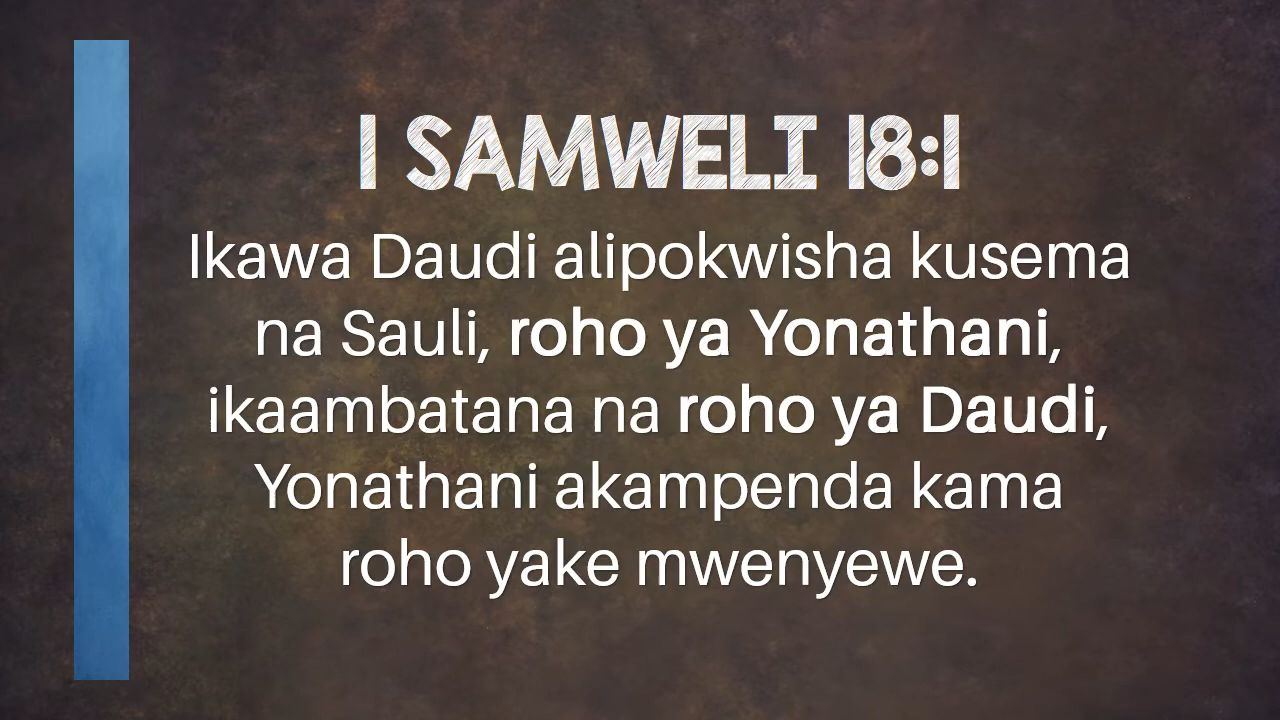 1 SAMWELI 18:1
Ikawa Daudi alipokwisha kusema
na Sauli, roho ya Yonathani,
ikaambatana na roho ya Daudi,
Yonathani akampenda kama
roho yake mwenyewe.